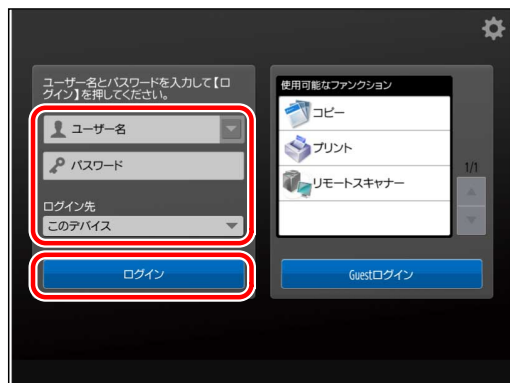 ユーザー名とパスワードを入力して【ロ
グイン】を押してください。
ユーザー名
パスワード
ログイン先
このデバイス
ログイン
使用可能なファンクション
コピー
プリント
リモートスキャナー
1/1
Guestログイン